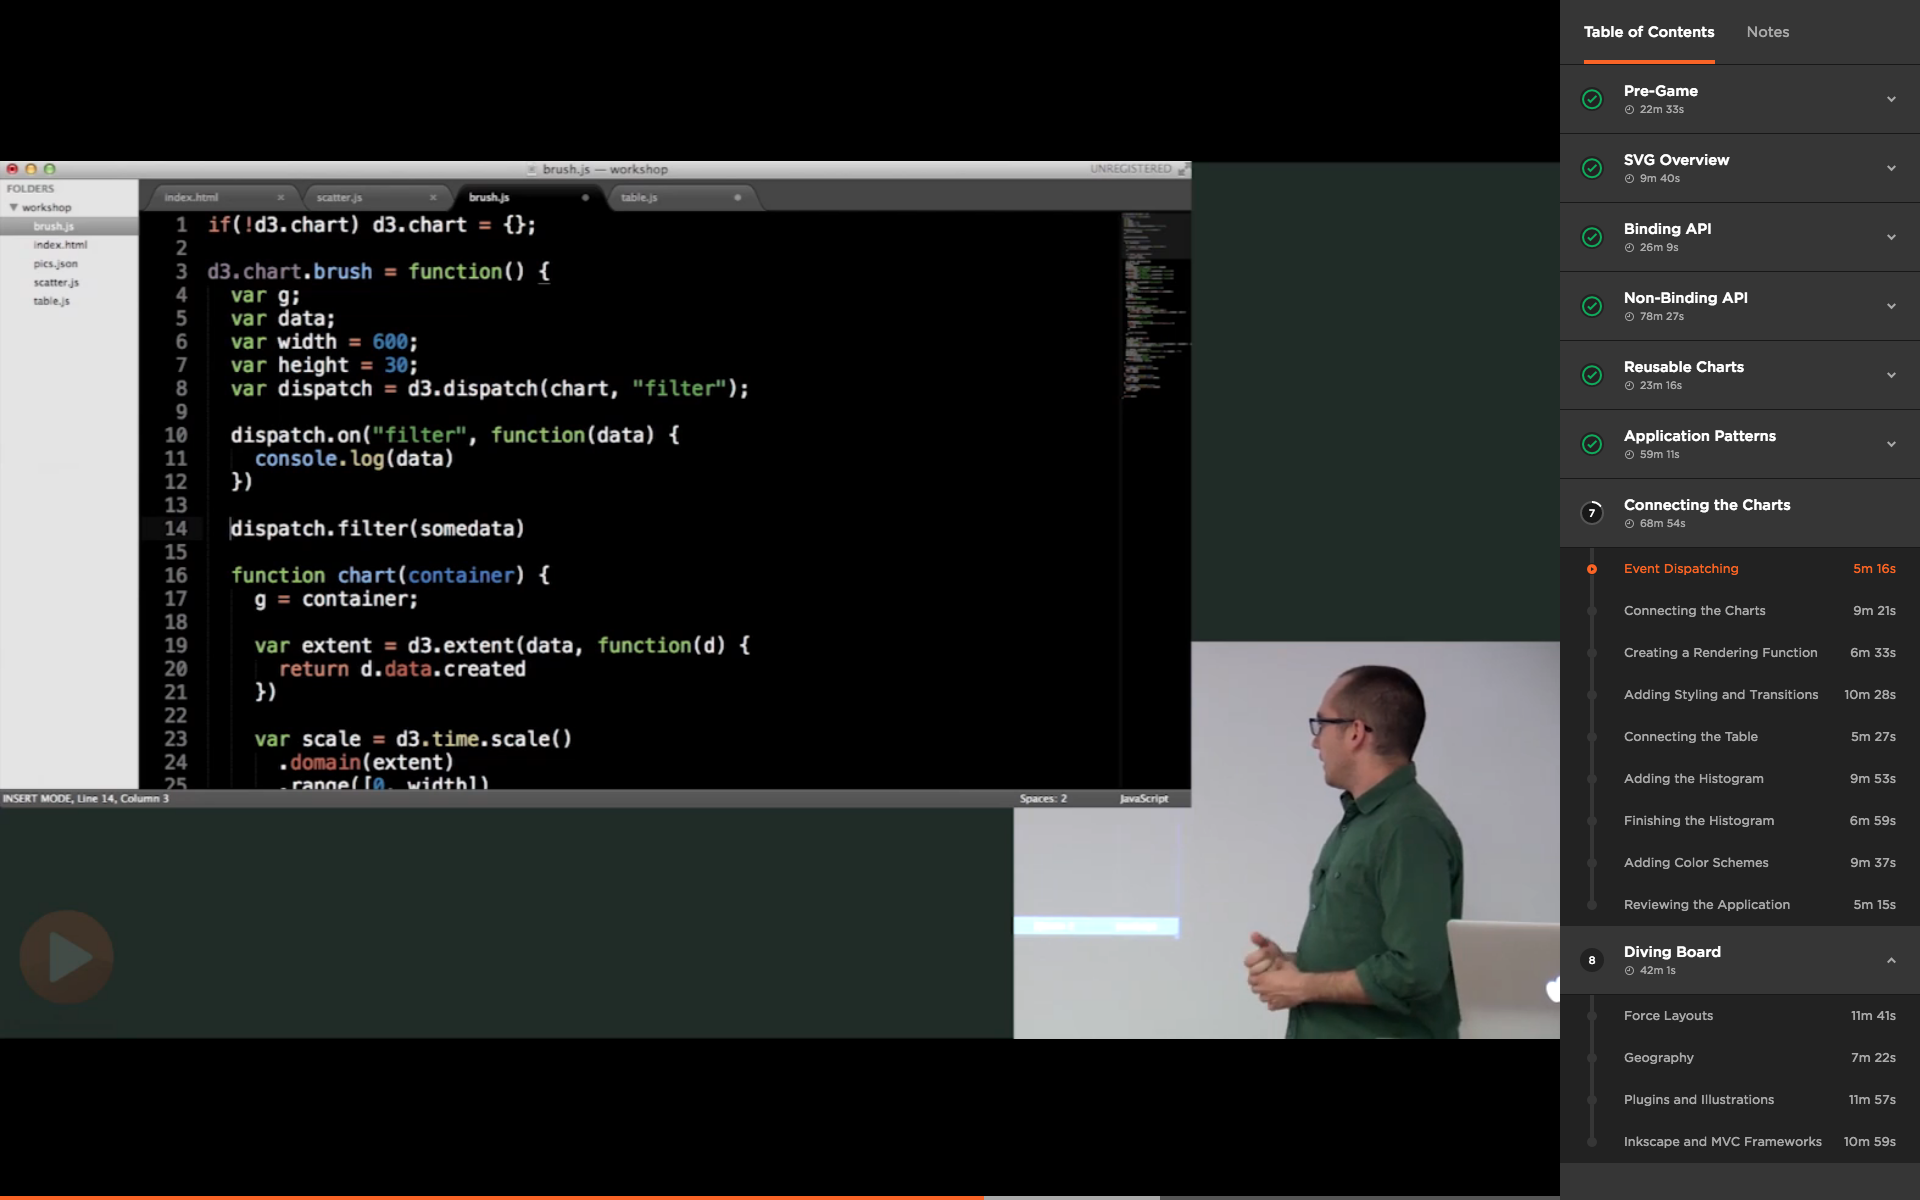 Table of Contents
Notes
Pre-Game
22m 33s
SVG Overview
9m 40s
Binding API
26m 9s
Non-Binding API
78m 27s
Reusable Charts
23m 16s
Application Patterns
59m 11s
7
Connecting the Charts
68m 54s
Event Dispatching 5m 16s
Connecting the Charts 9m 21s
Creating a Rendering Function 6m 33s
Adding Styling and Transitions 10m 28s
Connecting the Table 5m 27s
Adding the Histogram 9m 53s
Finishing the Histogram 6m 59s
Adding Color Schemes 9m 37s
Reviewing the Application 5m 15s
8
Diving Board
42m 1s
Force Layouts 11m 41s
Geography 7m 22s
Plugins and Illustrations 11m 57s
Inkscape and MVC Frameworks 10m 59s
brush.js — workshop
UNREGISTERED
FOLDERS
workshop
brush.js
index.html
pics.json
scatter.js
table.js
index.html
scatter.js
brush.js
table.js
1 if(!d3.chart) d3.chart = {};
2
3 d3.chart.brush = function() {
4 var g;
5 var data;
6 var width = 600;
7 var height = 30;
8 var dispatch = d3.dispatch(chart, "filter");
9
10 dispatch.on("filter", function(data) {
11 console.log(data)
12 })
13
14 dispatch.filter(somedata)
15
16 function chart(container) {
17 g = container;
18
19 var extent = d3.extent(data, function(d) {
20 return d.data.created
21 })
22
23 var scale = d3.time.scale()
24 .domain(extent)
25 .range([0, width])
INSERT MODE, Line 14, Column 3
Spaces: 2
JavaScript